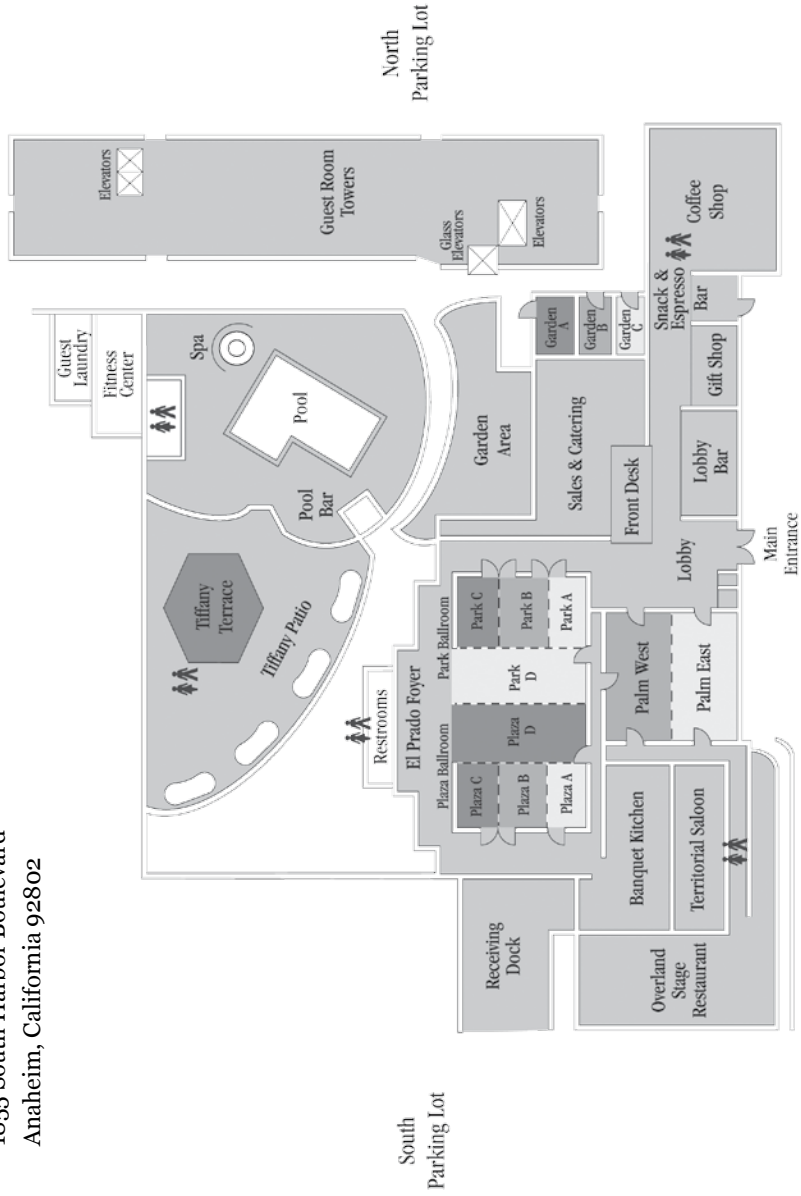 1855 South Harbor Boulevard
Anaheim, California 92802
Guest
Laundry
Fitness
Center
Elevators
Spa
Tiffany
Terrace
Tiffany Patio
Pool
Pool
Bar
Guest Room
Towers
North
Parking Lot
South
Parking Lot
Restrooms
El Prado Foyer
Plaza Ballroom
Park Ballroom
Glass
Elevators
Elevators
Garden
Area
Receiving
Dock
Plaza C
Plaza B
Plaza A
Plaza
D
Park
D
Park C
Park B
Park A
Garden
A
Garden
B
Garden
C
Sales & Catering
Front Desk
Banquet Kitchen
Territorial Saloon
Overland
Stage
Restaurant
Palm West
Palm East
Lobby
Lobby
Bar
Gift Shop
Snack &
Espresso
Bar
Coffee
Shop
Main
Entrance